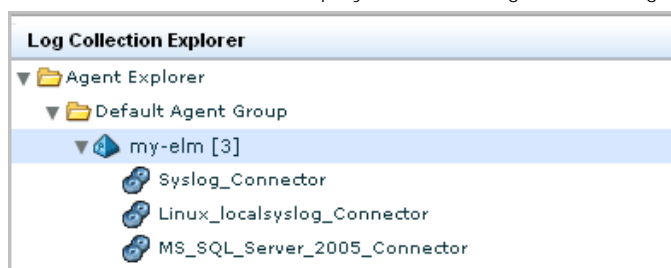 Log Collection Explorer
Agent Explorer
Default Agent Group
my-elm [3]
Syslog_Connector
Linux_localsyslog_Connector
MS_SQL_Server_2005_Connector